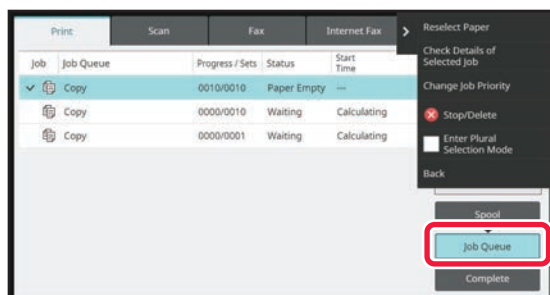 Print Scan Fax Internet Fax
Job Job Queue Progress / Sets Status Start Time
Copy 0010/0010 Paper Empty ---
Copy 0000/0010 Waiting Calculating
Copy 0000/0001 Waiting Calculating
Reselect Paper
Check Details of
Selected Job
Change Job Priority
Stop/Delete
Enter Plural
Selection Mode
Back
Spool
Job Queue
Complete